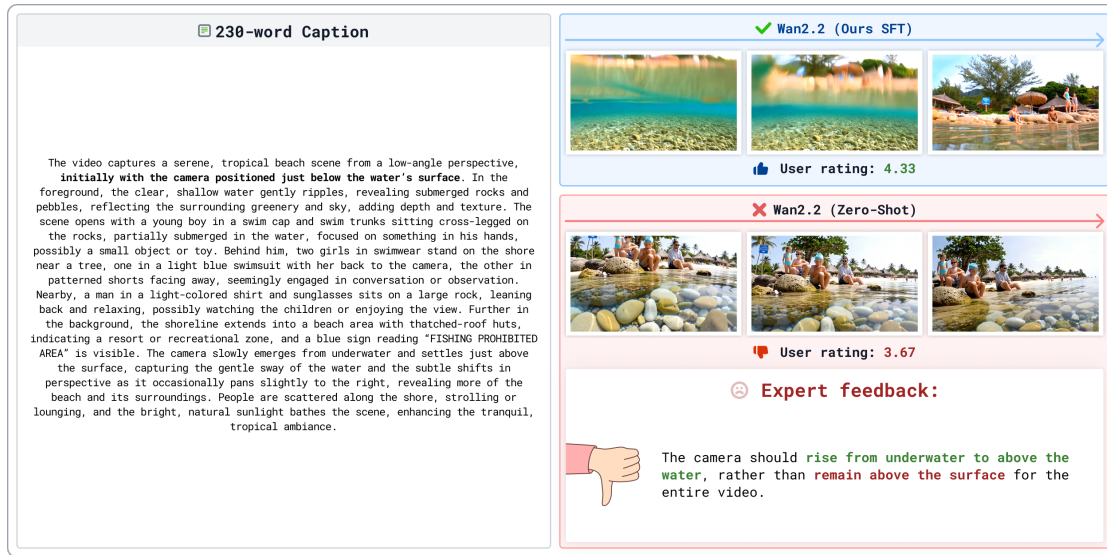 230-word Caption
The video captures a serene, tropical beach scene from a low-angle perspective,
initially with the camera positioned just below the water's surface. In the
foreground, the clear, shallow water gently ripples, revealing submerged rocks and
pebbles, reflecting the surrounding greenery and sky, adding depth and texture. The
scene opens with a young boy in a swim cap and swim trunks sitting cross-legged on
the rocks, partially submerged in the water, focused on something in his hands,
possibly a small object or toy. Behind him, two girls in swimwear stand on the shore
near a tree, one in a light blue swimsuit with her back to the camera, the other in
patterned shorts facing away, seemingly engaged in conversation or observation.
Nearby, a man in a light-colored shirt and sunglasses sits on a large rock, leaning
back and relaxing, possibly watching the children or enjoying the view. Further in
the background, the shoreline extends into a beach area with thatched-roof huts,
indicating a resort or recreational zone, and a blue sign reading “FISHING PROHIBITED
AREA” is visible. The camera slowly emerges from underwater and settles just above
the surface, capturing the gentle sway of the water and the subtle shifts in
perspective as it occasionally pans slightly to the right, revealing more of the
beach and its surroundings. People are scattered along the shore, strolling or
lounging, and the bright, natural sunlight bathes the scene, enhancing the tranquil,
tropical ambiance.
Wan2.2 (Ours SFT)
User rating: 4.33
Wan2.2 (Zero-Shot)
User rating: 3.67
Expert feedback:
The camera should rise from underwater to above the
water, rather than remain above the surface for the
entire video.